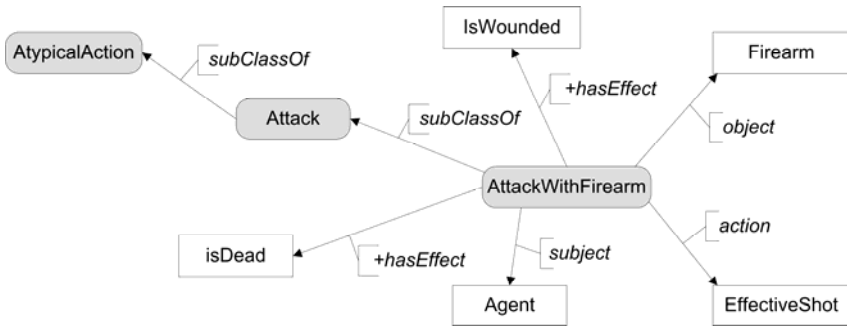 IsWounded
AtypicalAction
subClassOf
Firearm
+hasEffect
Attack
subClassOf
object
AttackWithFirearm
action
isDead
+hasEffect
subject
Agent
EffectiveShot